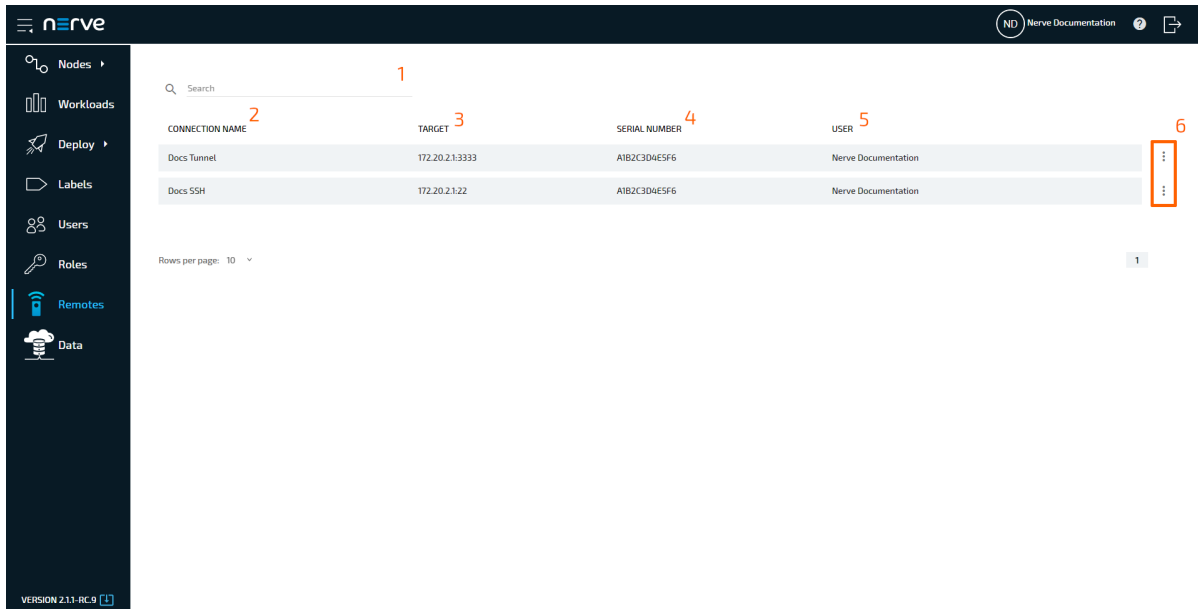 nerve
ND Nerve Documentation ?
Nodes
Workloads
Deploy
Labels
Users
Roles
Remotes
Data
VERSION 2.1.1-RC.9
1
Search
2 3 4 5 6
CONNECTION NAME TARGET SERIAL NUMBER USER
Docs Tunnel 172.20.2.1:3333 A1B2C3D4E5F6 Nerve Documentation
Docs SSH 172.20.2.1:22 A1B2C3D4E5F6 Nerve Documentation
Rows per page: 10 1